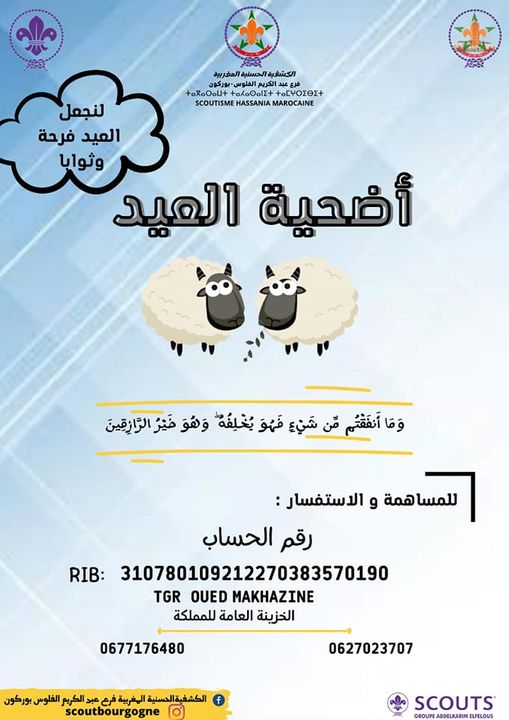 الكشفية الحسنية المغربية
فرع عبد الكريم الفلوس-بوركون
SCOUTISME HASSANIA MAROCAINE
لنجعل
العيد فرحة
وثوابا
أضحية العيد
وَمَا أَنفَقْتُم مِّن شَيْءٍ فَهُوَ يُخْلِفُهُ ۖ وَهُوَ خَيْرُ الرَّازِقِينَ
للمساهمة و الاستفسار :
رقم الحساب
RIB: 310780109212270383570190
TGR OUED MAKHAZINE
الخزينة العامة للمملكة
0677176480
0627023707
الكشفية الحسنية المغربية فرع عبد الكريم الفلوس بوركون
scoutbourgogne
SCOUTS
GROUPE ABDELKARIM ELFELOUS